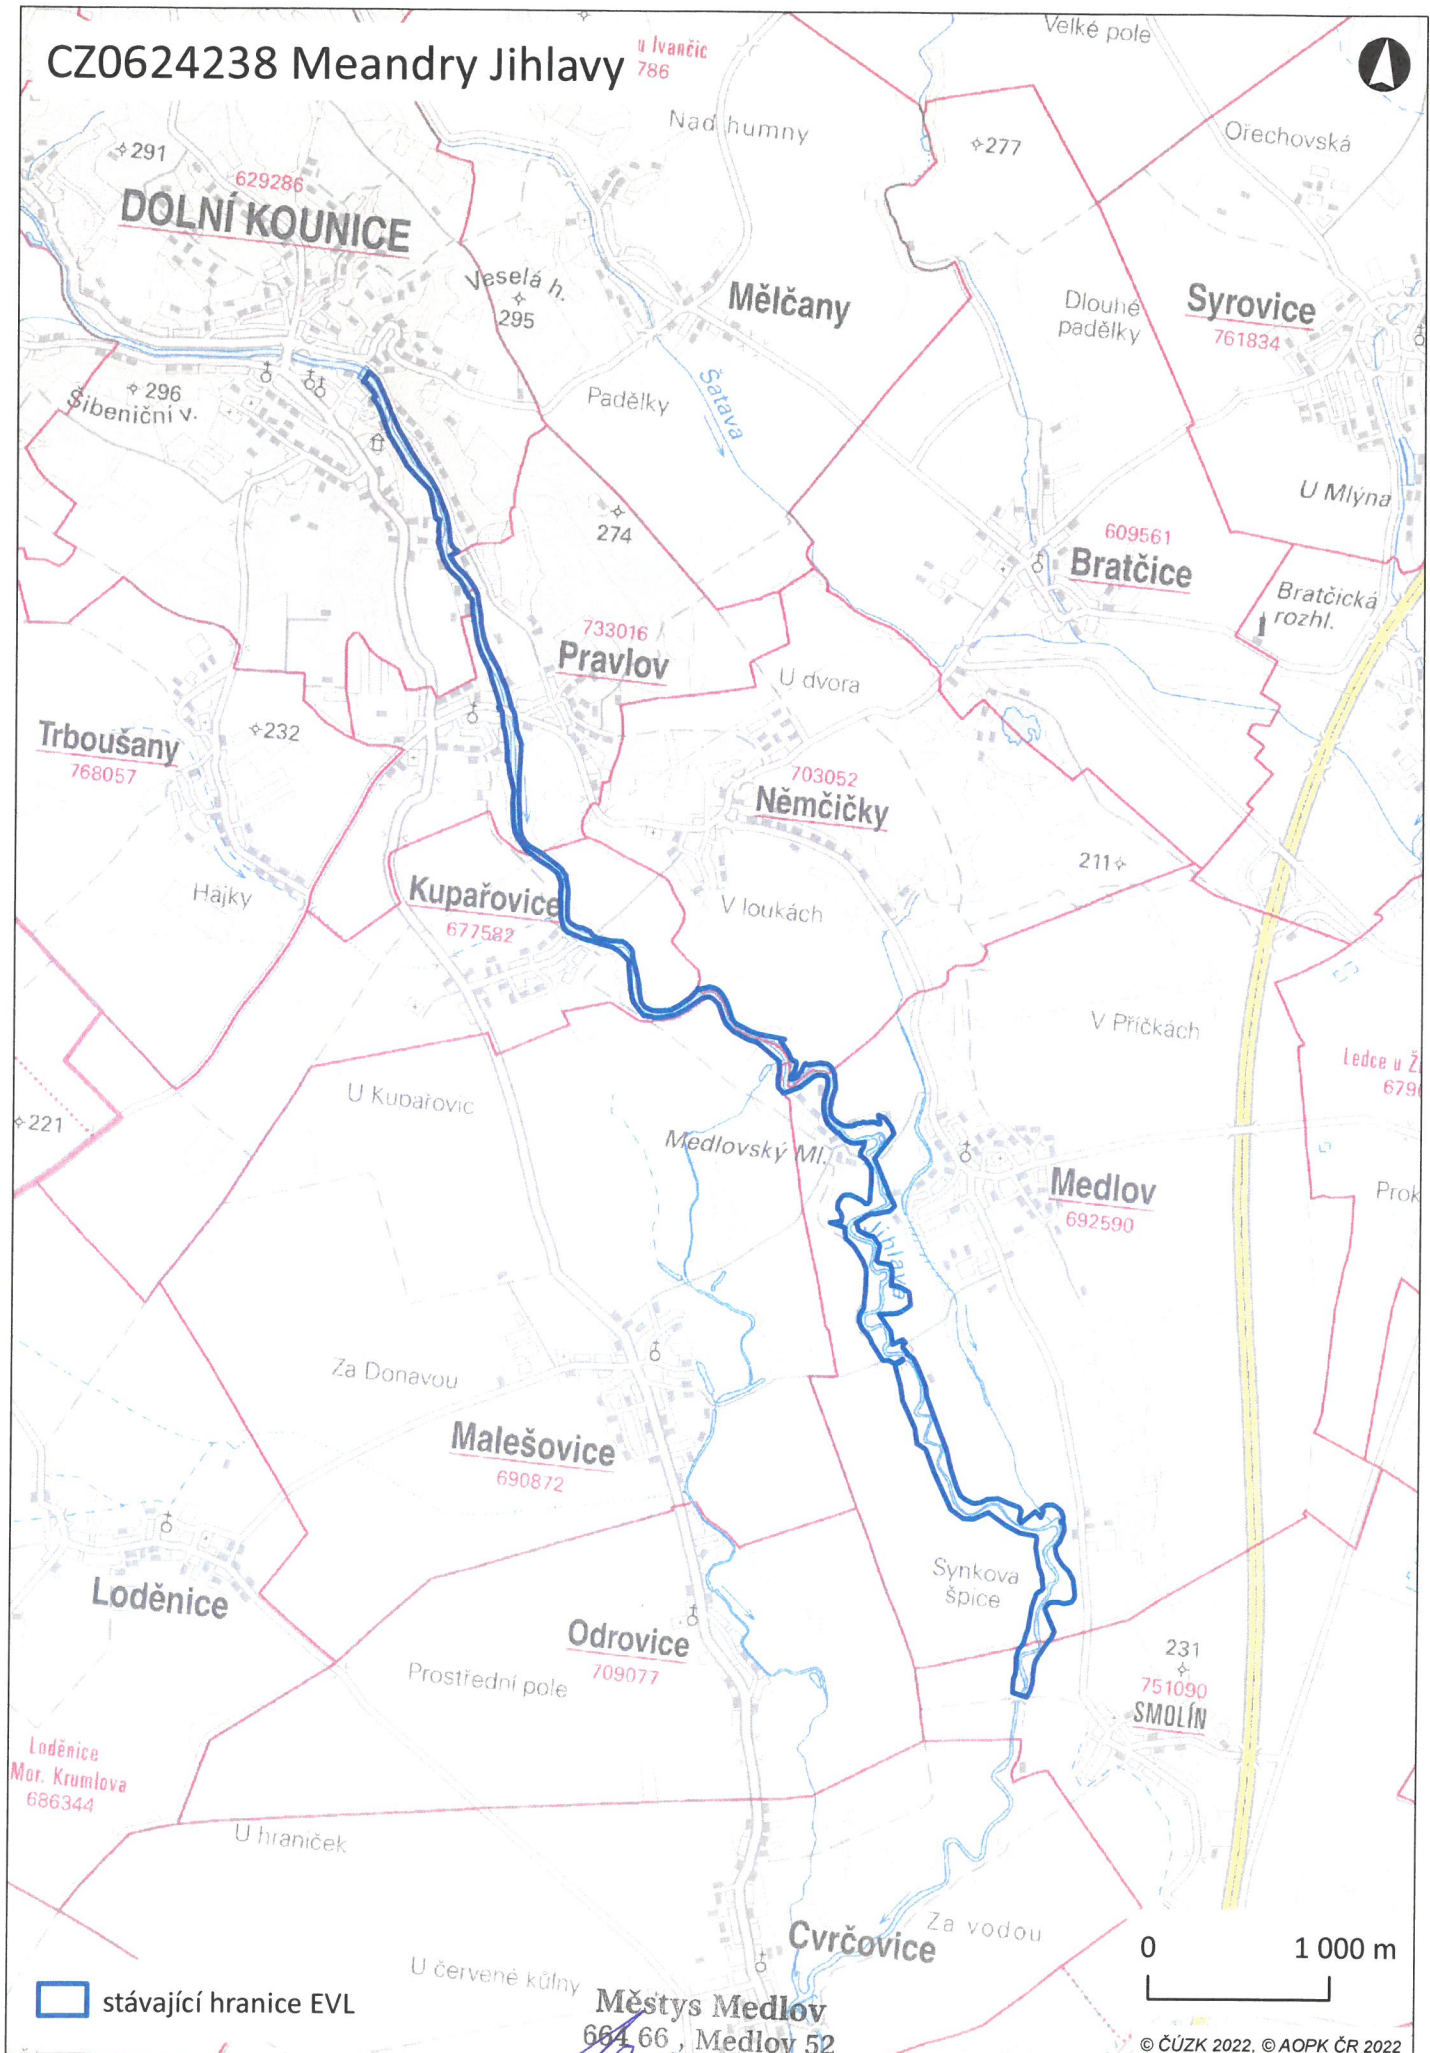 CZ0624238 Meandry Jihlavy
u Ivančic
786
Velké pole
Nad humny
277
Ořechovská
291
629286
DOLNÍ KOUNICE
Veselá h.
295
Mělčany
Dlouhé
padělky
Syrovice
761834
296
Šibeniční v.
Padělky
Šatava
U Mlýna
274
609561
Bratčice
Bratčická
rozhl.
733016
Pravlov
U dvora
Trboušany
768057
232
703052
Němčičky
211
Hájky
Kupařovice
677582
V loukách
V Příčkách
Ledce u Ž
679
U Kupařovic
221
Medlovský Ml.
Medlov
692590
Prok
Jihlava
Za Donavou
Malešovice
690872
Synkova
špice
Loděnice
Odrovice
709077
Prostřední pole
231
751090
SMOLÍN
Loděnice
Mor. Krumlova
686344
U hraniček
Cvrčovice
Za vodou
0 1 000 m
U červené kůlny
stávající hranice EVL
Městys Medlov
664 66 , Medlov 52
© ČÚZK 2022, © AOPK ČR 2022